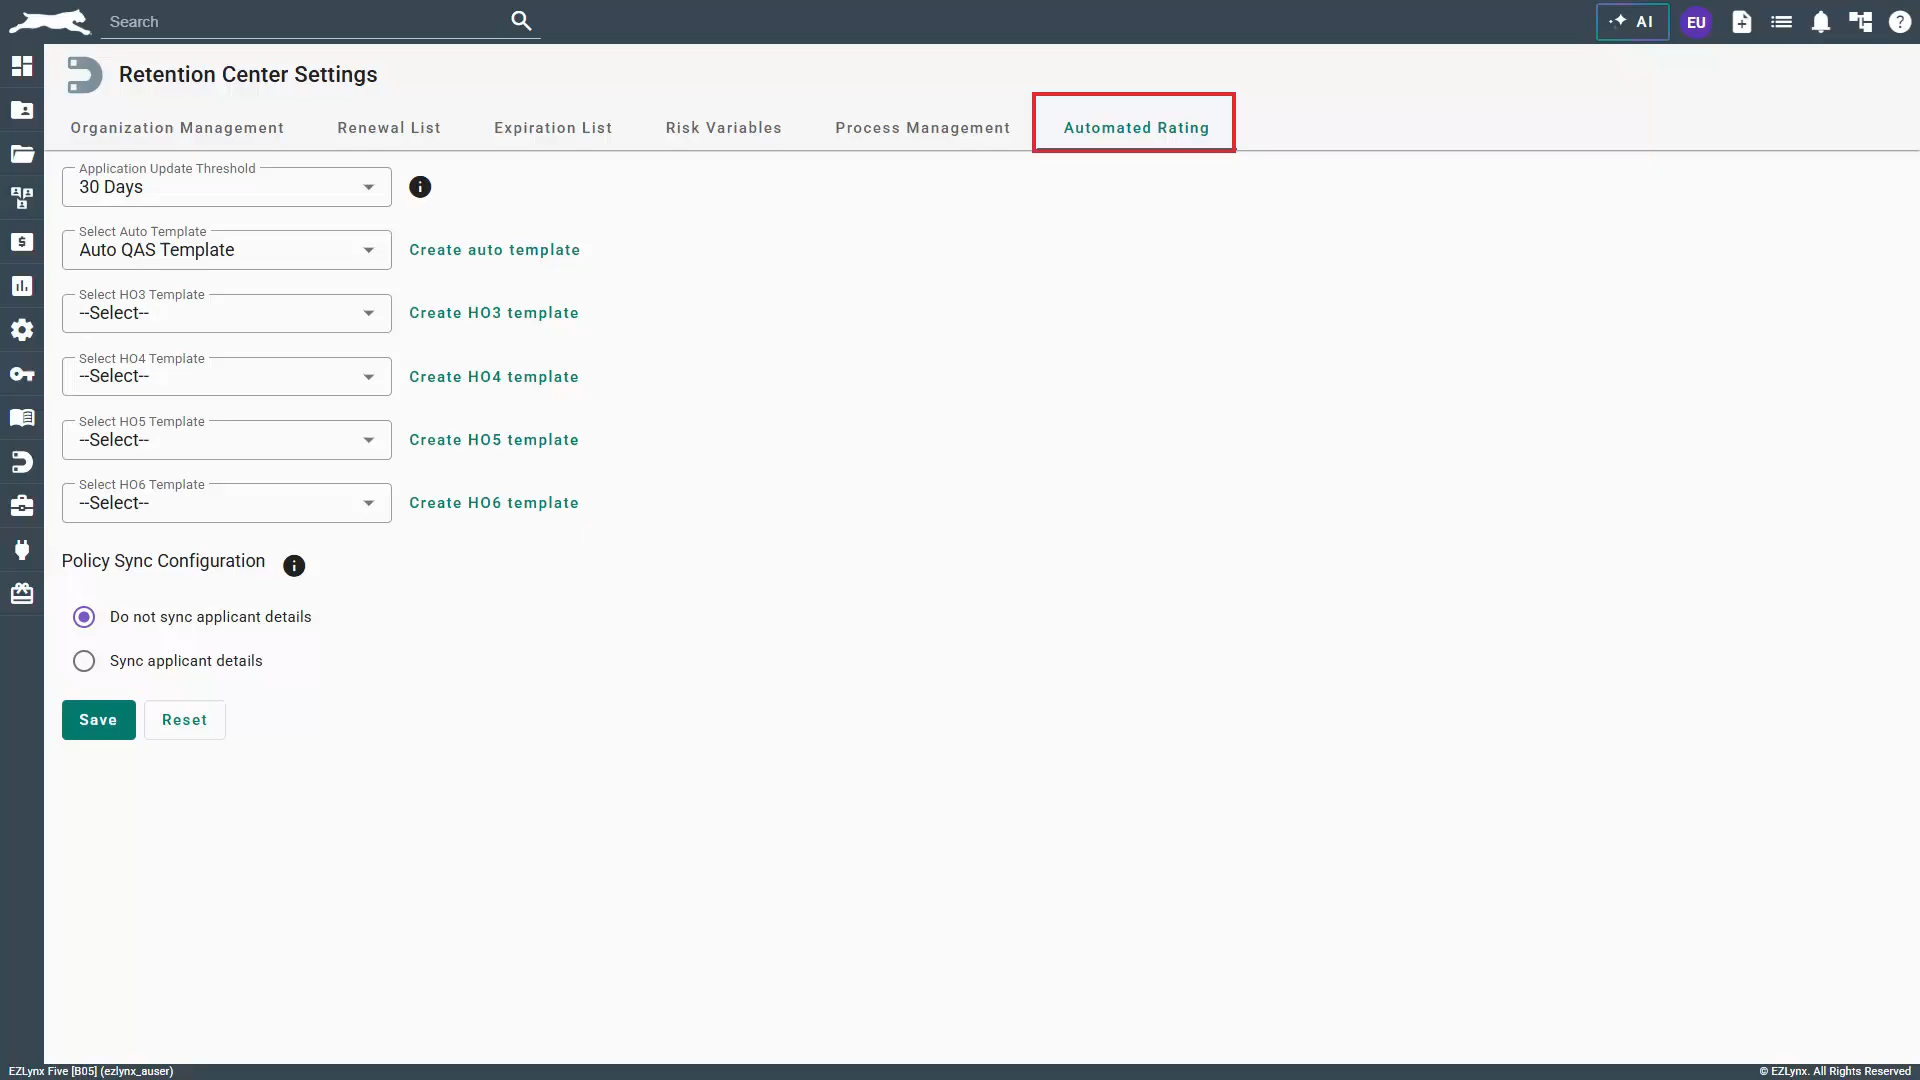 Search
AI
EU
Retention Center Settings
Organization Management
Renewal List
Expiration List
Risk Variables
Process Management
Automated Rating
Application Update Threshold
30 Days
Select Auto Template
Auto QAS Template
Create auto template
Select HO3 Template
--Select--
Create HO3 template
Select HO4 Template
--Select--
Create HO4 template
Select HO5 Template
--Select--
Create HO5 template
Select HO6 Template
--Select--
Create HO6 template
Policy Sync Configuration
Do not sync applicant details
Sync applicant details
Save
Reset
EZLynx Five [B05] (ezlynx_auser)
© EZLynx. All Rights Reserved